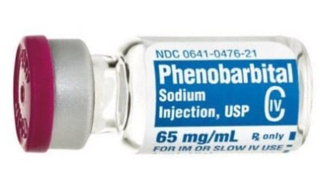 NDC 0641-0476-21
Phenobarbital
Sodium
Injection, USP
CIV
65 mg/mL ℞ only
FOR IM OR SLOW IV USE